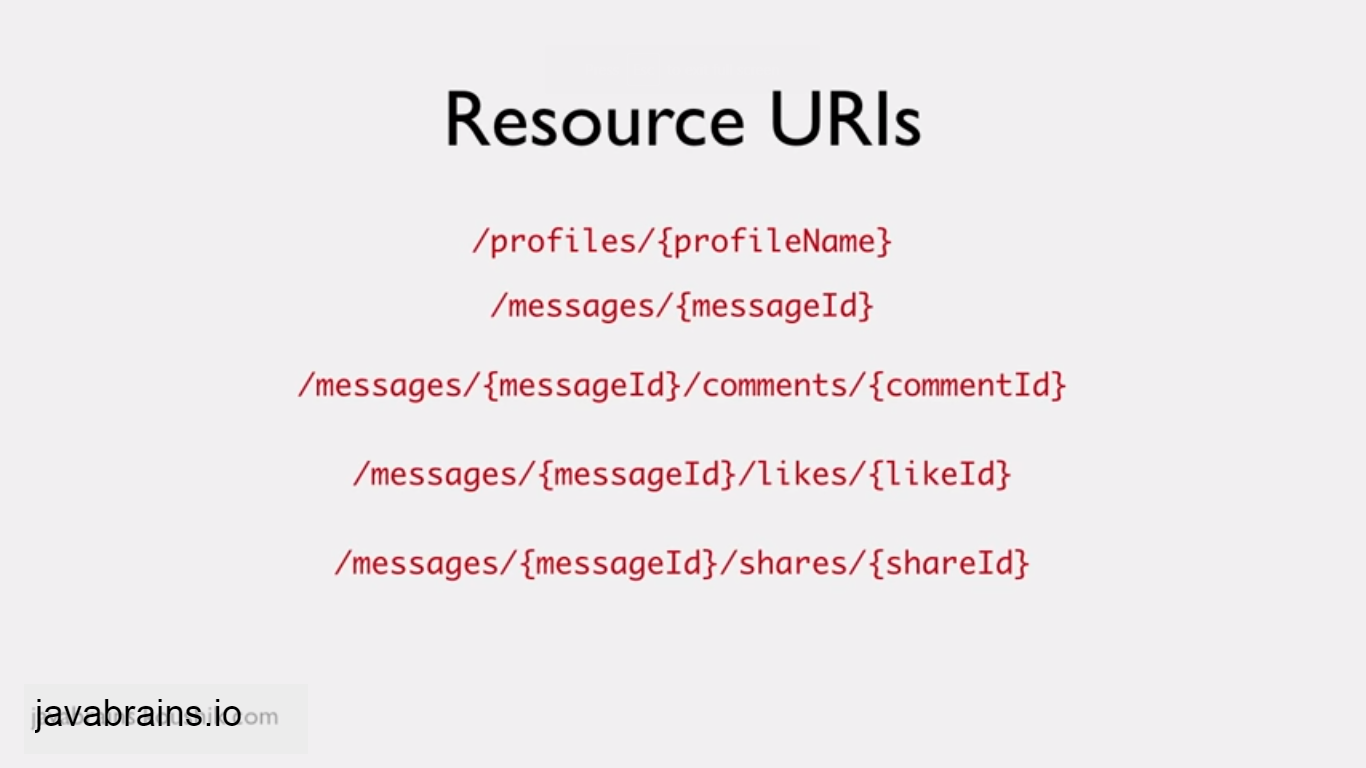 Resource URIs
/profiles/{profileName}
/messages/{messageId}
/messages/{messageId}/comments/{commentId}
/messages/{messageId}/likes/{likeId}
/messages/{messageId}/shares/{shareId}
javabrains.io